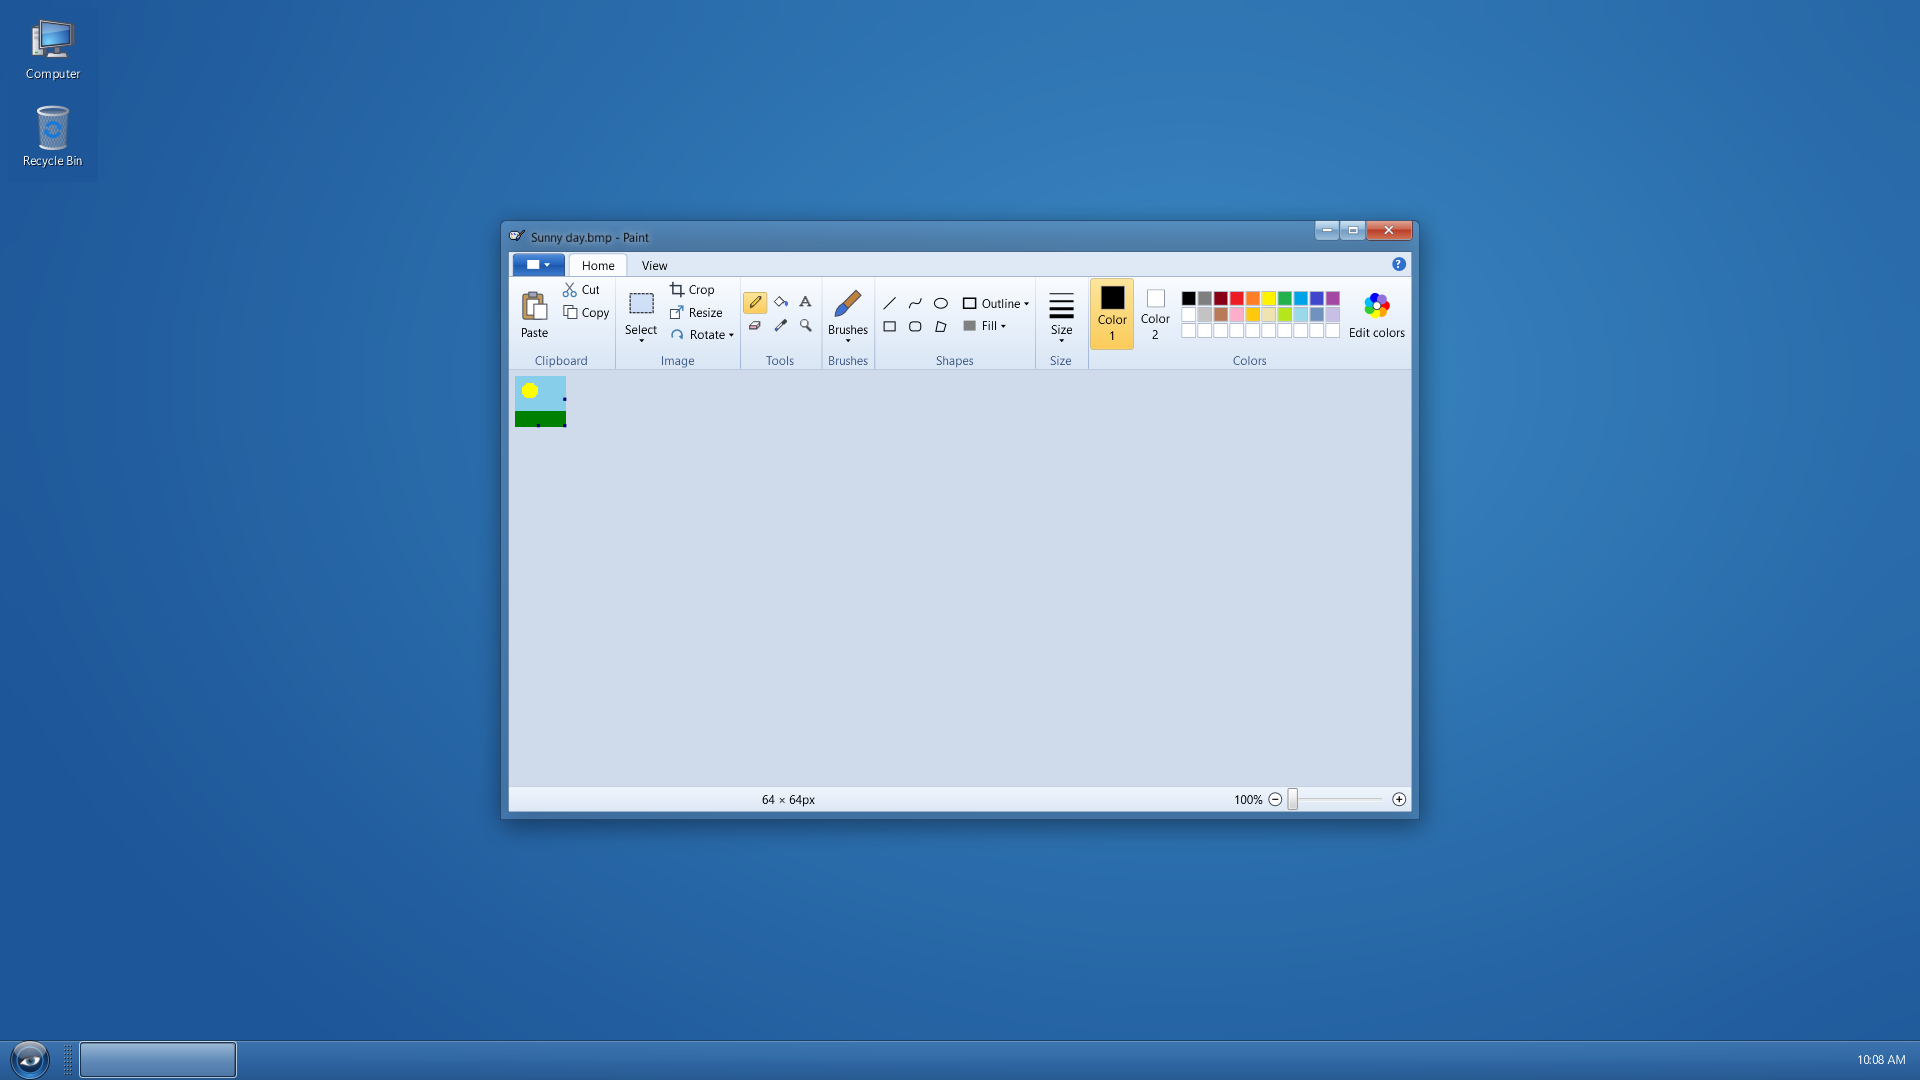 Computer
Recycle Bin
Sunny day.bmp - Paint
Home
View
?
Paste
Cut
Copy
Clipboard
Select
Crop
Resize
Rotate
Image
A
Tools
Brushes
Brushes
Outline
Fill
Shapes
Size
Size
Color
1
Color
2
Edit colors
Colors
64 × 64px
100%
10:08 AM